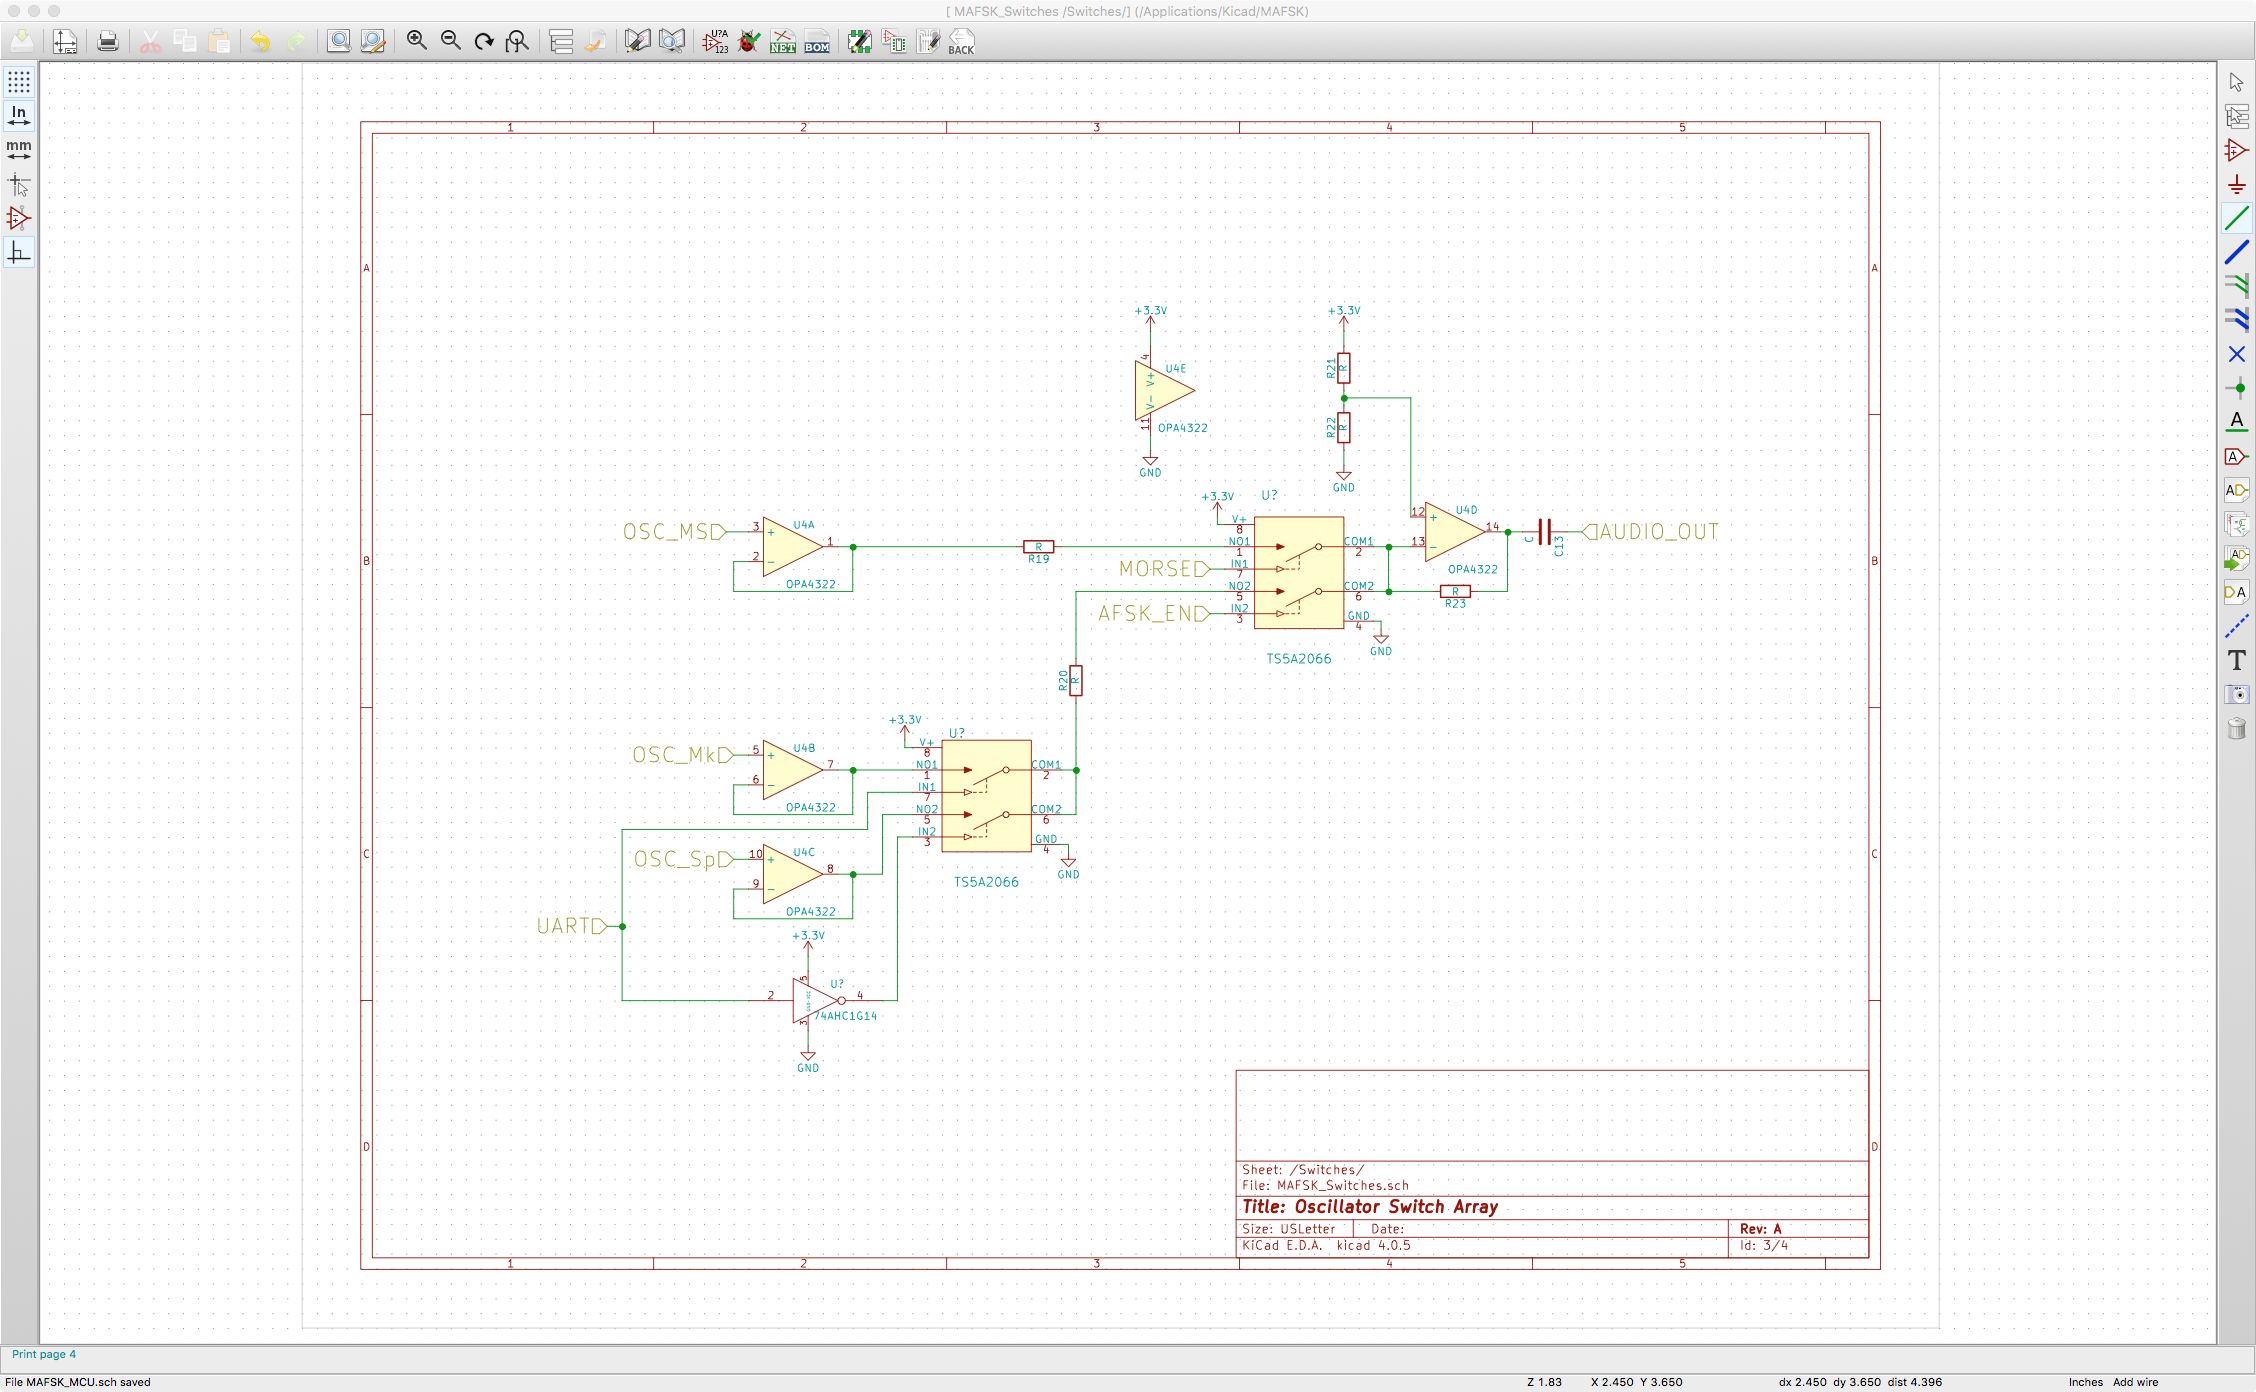 [ MAFSK_Switches /Switches/] (/Applications/Kicad/MAFSK)
U?A
123
NET
BOM
BACK
In
mm
1 2 3 4 5
A A
+3.3V +3.3V
4
U4E
V+
V-
11
OPA4322
GND
R21
R
R22
R
GND
+3.3V U?
OSC_MS 3 + U4A 1
2 -
OPA4322
R
R19
V+
8
NO1
1
MORSE IN1
7
NO2
5
AFSK_EN IN2
3
COM1
2
COM2
6
GND
4
GND
TS5A2066
12 + U4D 14
13 -
OPA4322
R
R23
C
C13
AUDIO_OUT
B B
R20
R
+3.3V
U?
OSC_Mk 5 + U4B 7
6 -
OPA4322
V+
8
NO1
1
IN1
7
NO2
5
IN2
3
COM1
2
COM2
6
GND
4
GND
TS5A2066
C C
OSC_Sp 10 + U4C 8
9 -
OPA4322
UART
+3.3V
5
U?
2 4
74AHC1G14
3
GND
D D
Sheet: /Switches/
File: MAFSK_Switches.sch
Title: Oscillator Switch Array
Size: USLetter Date: Rev: A
KiCad E.D.A. kicad 4.0.5 Id: 3/4
1 2 3 4 5
A
A
A
A
A
A
T
Print page 4
File MAFSK_MCU.sch saved Z 1.83 X 2.450 Y 3.650 dx 2.450 dy 3.650 dist 4.396 Inches Add wire